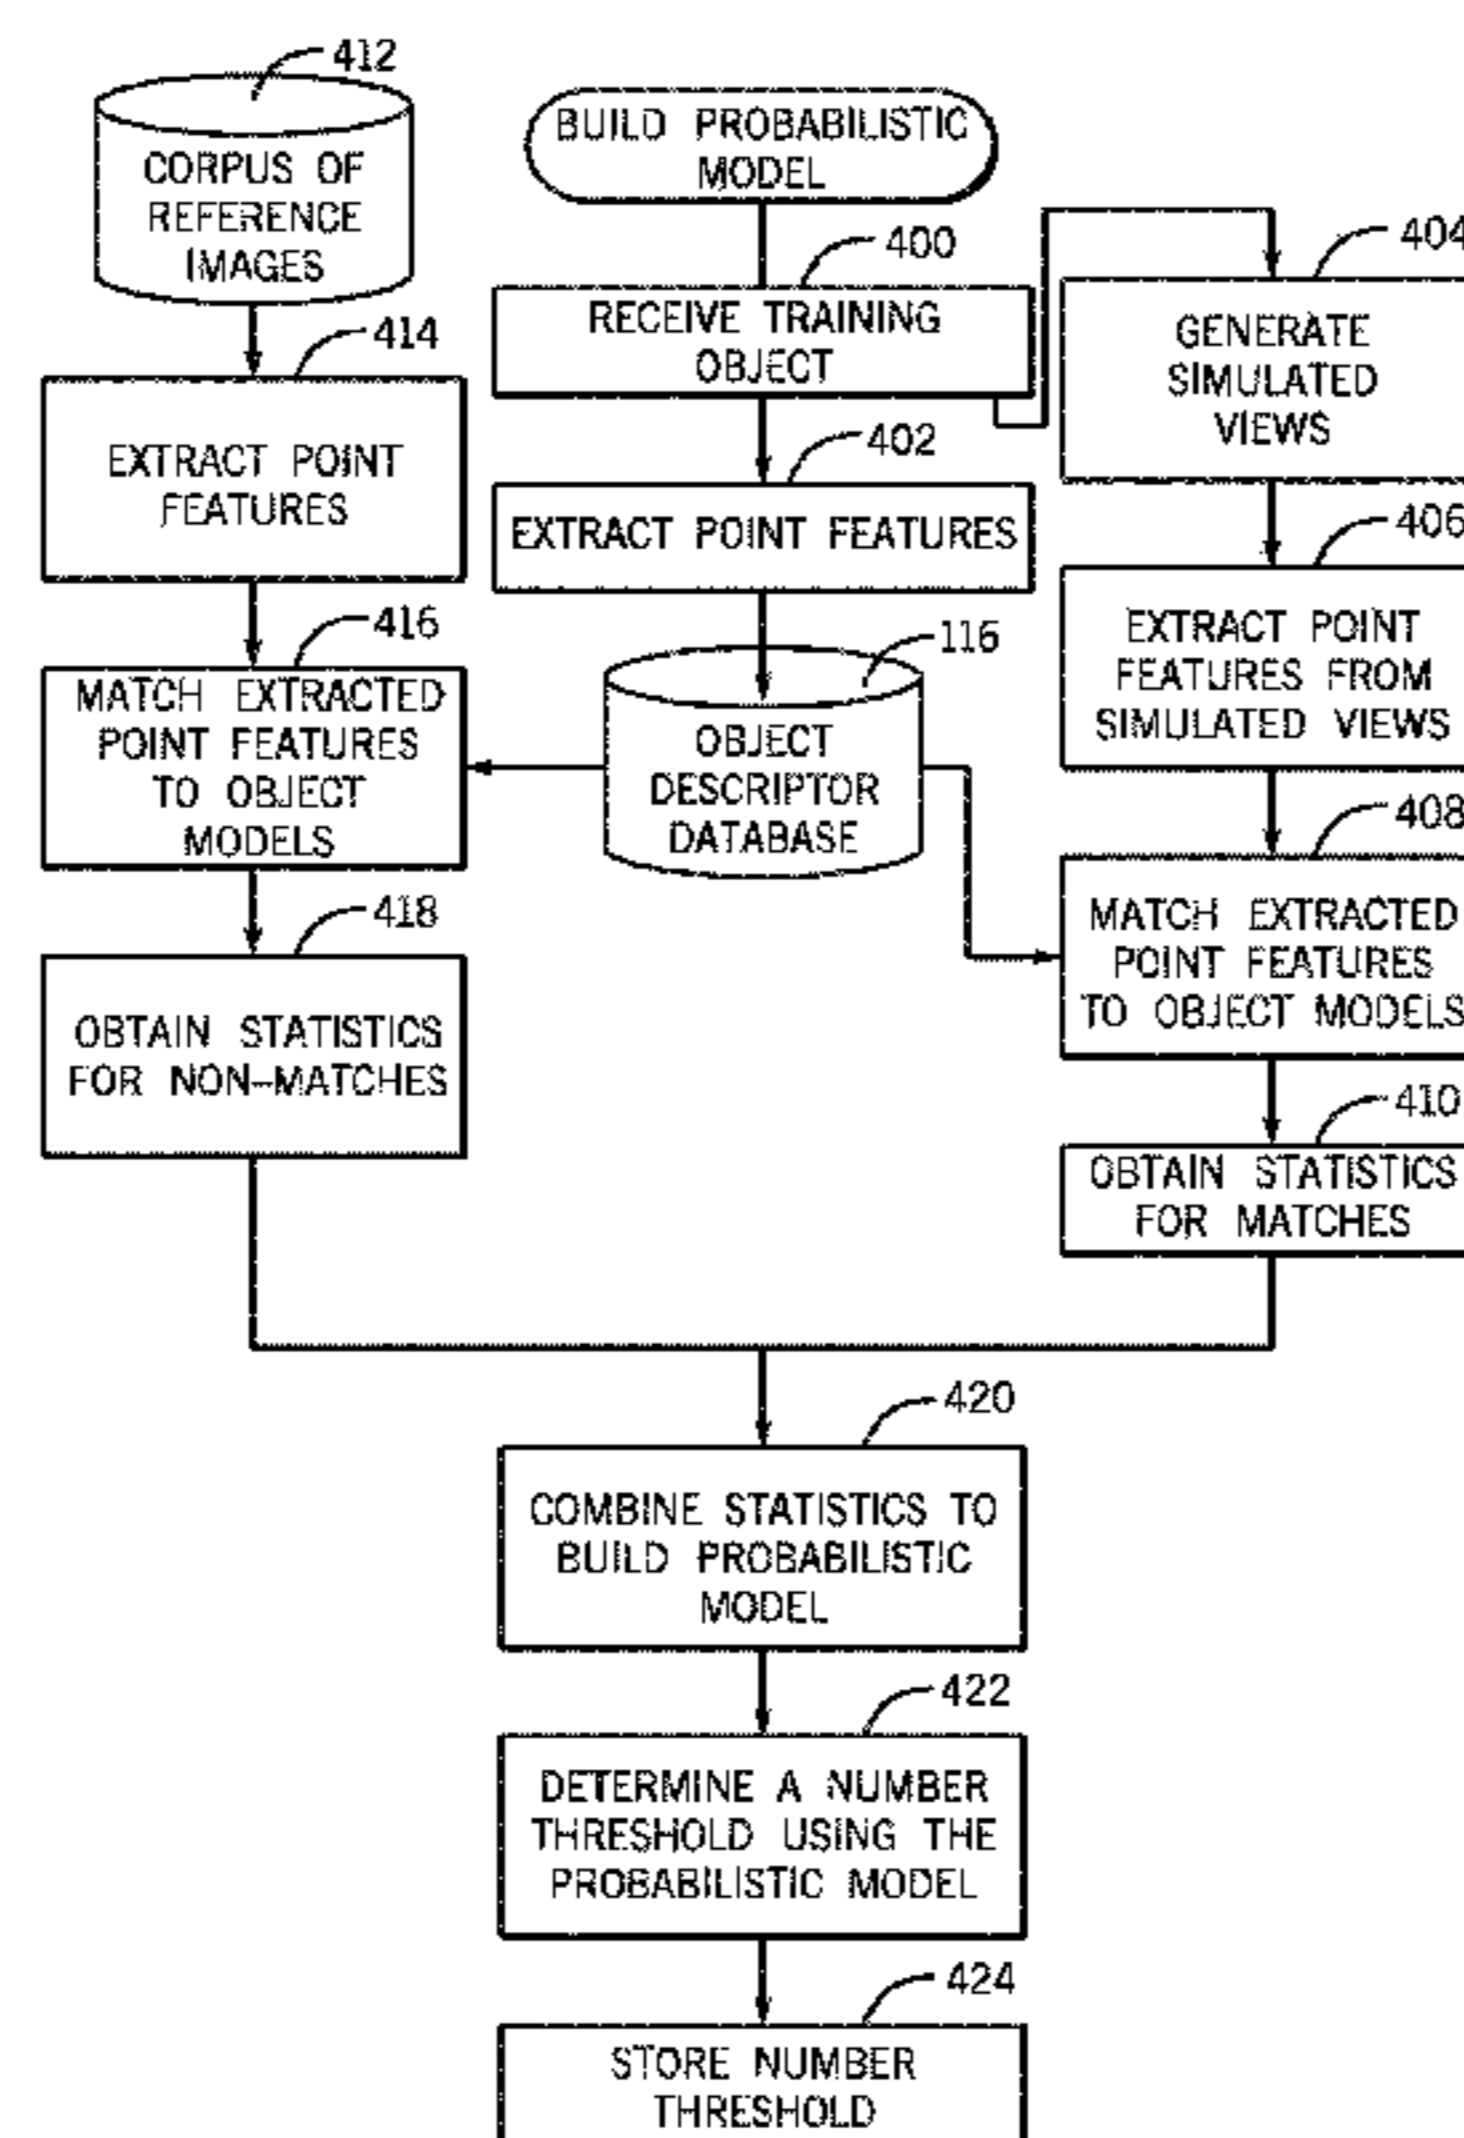 412
CORPUS OF
REFERENCE
IMAGES
414
EXTRACT POINT
FEATURES
416
MATCH EXTRACTED
POINT FEATURES
TO OBJECT
MODELS
418
OBTAIN STATISTICS
FOR NON-MATCHES
BUILD PROBABILISTIC
MODEL
400
RECEIVE TRAINING
OBJECT
402
EXTRACT POINT FEATURES
116
OBJECT
DESCRIPTOR
DATABASE
404
GENERATE
SIMULATED
VIEWS
406
EXTRACT POINT
FEATURES FROM
SIMULATED VIEWS
408
MATCH EXTRACTED
POINT FEATURES
TO OBJECT MODELS
410
OBTAIN STATISTICS
FOR MATCHES
420
COMBINE STATISTICS TO
BUILD PROBABILISTIC
MODEL
422
DETERMINE A NUMBER
THRESHOLD USING THE
PROBABILISTIC MODEL
424
STORE NUMBER
THRESHOLD